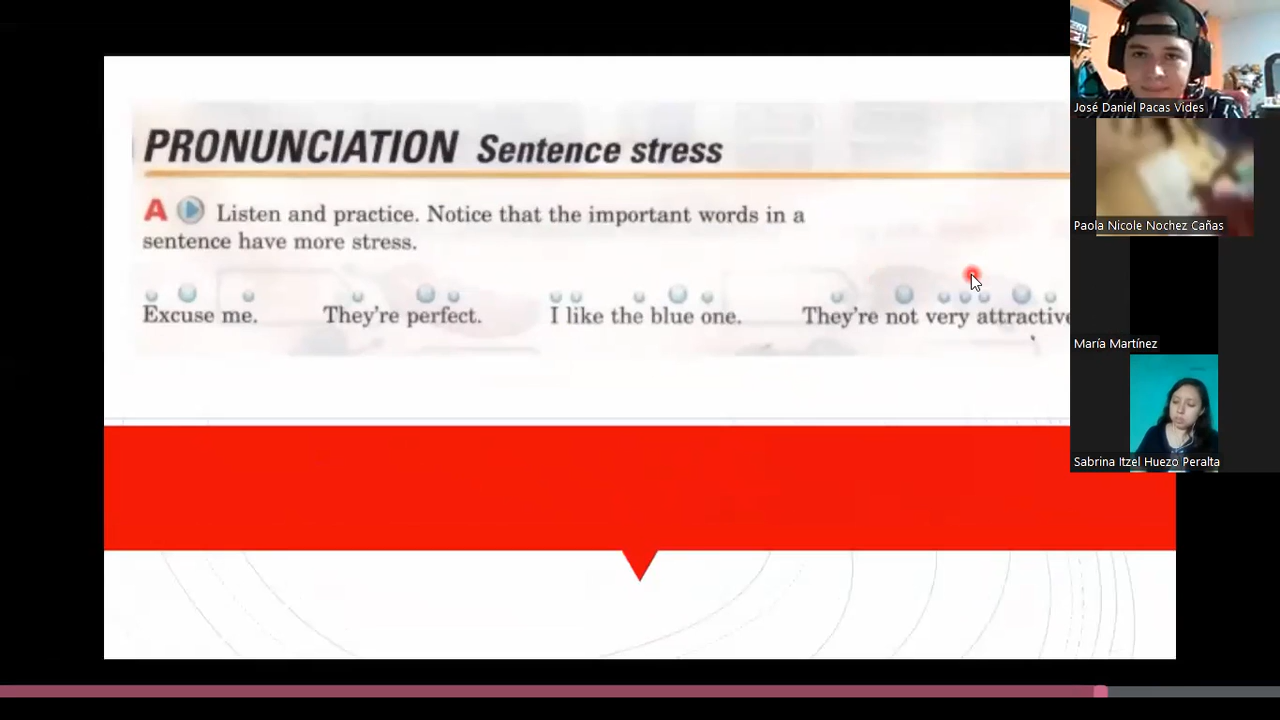 PRONUNCIATION Sentence stress
A Listen and practice. Notice that the important words in a
sentence have more stress.
Excuse me. They're perfect. I like the blue one. They're not very attractive
José Daniel Pacas Vides
Paola Nicole Nochez Cañas
María Martínez
Sabrina Itzel Huezo Peralta